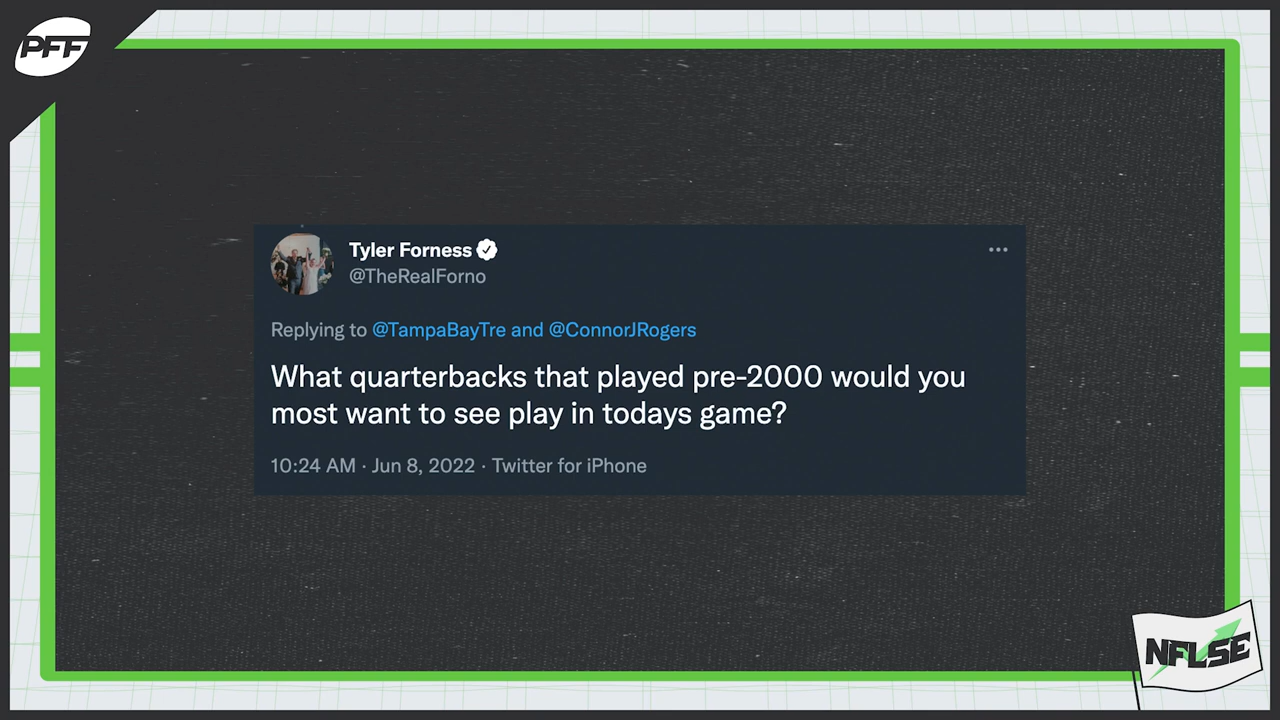 PFF
Tyler Forness
@TheRealForno
Replying to @TampaBayTre and @ConnorJRogers
What quarterbacks that played pre-2000 would you
most want to see play in todays game?
10:24 AM · Jun 8, 2022 · Twitter for iPhone
NFLSE